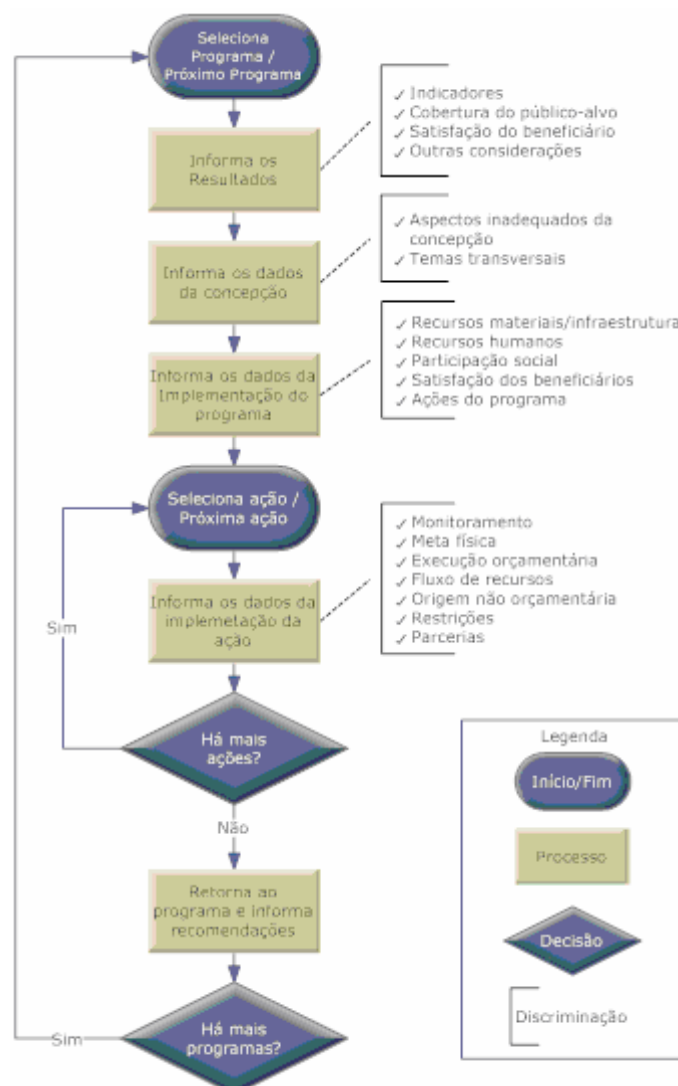 Seleciona
Programa /
Próximo Programa
✓ Indicadores
✓ Cobertura do público-alvo
✓ Satisfação do beneficiário
✓ Outras considerações
Informa os
Resultados
✓ Aspectos inadequados da
concepção
✓ Temas transversais
Informa os dados
da concepção
✓ Recursos materiais/infraestrutura
✓ Recursos humanos
✓ Participação social
✓ Satisfação dos beneficiários
✓ Ações do programa
Informa os dados da
Implementação do
programa
Seleciona ação /
Próxima ação
✓ Monitoramento
✓ Meta física
✓ Execução orçamentária
✓ Fluxo de recursos
✓ Origem não orçamentária
✓ Restrições
✓ Parcerias
Informa os dados da
implemetação da
ação
Sim
Há mais
ações?
Não
Retorna ao
programa e informa
recomendações
Há mais
programas?
Sim
Legenda
Início/Fim
Processo
Decisão
Discriminação